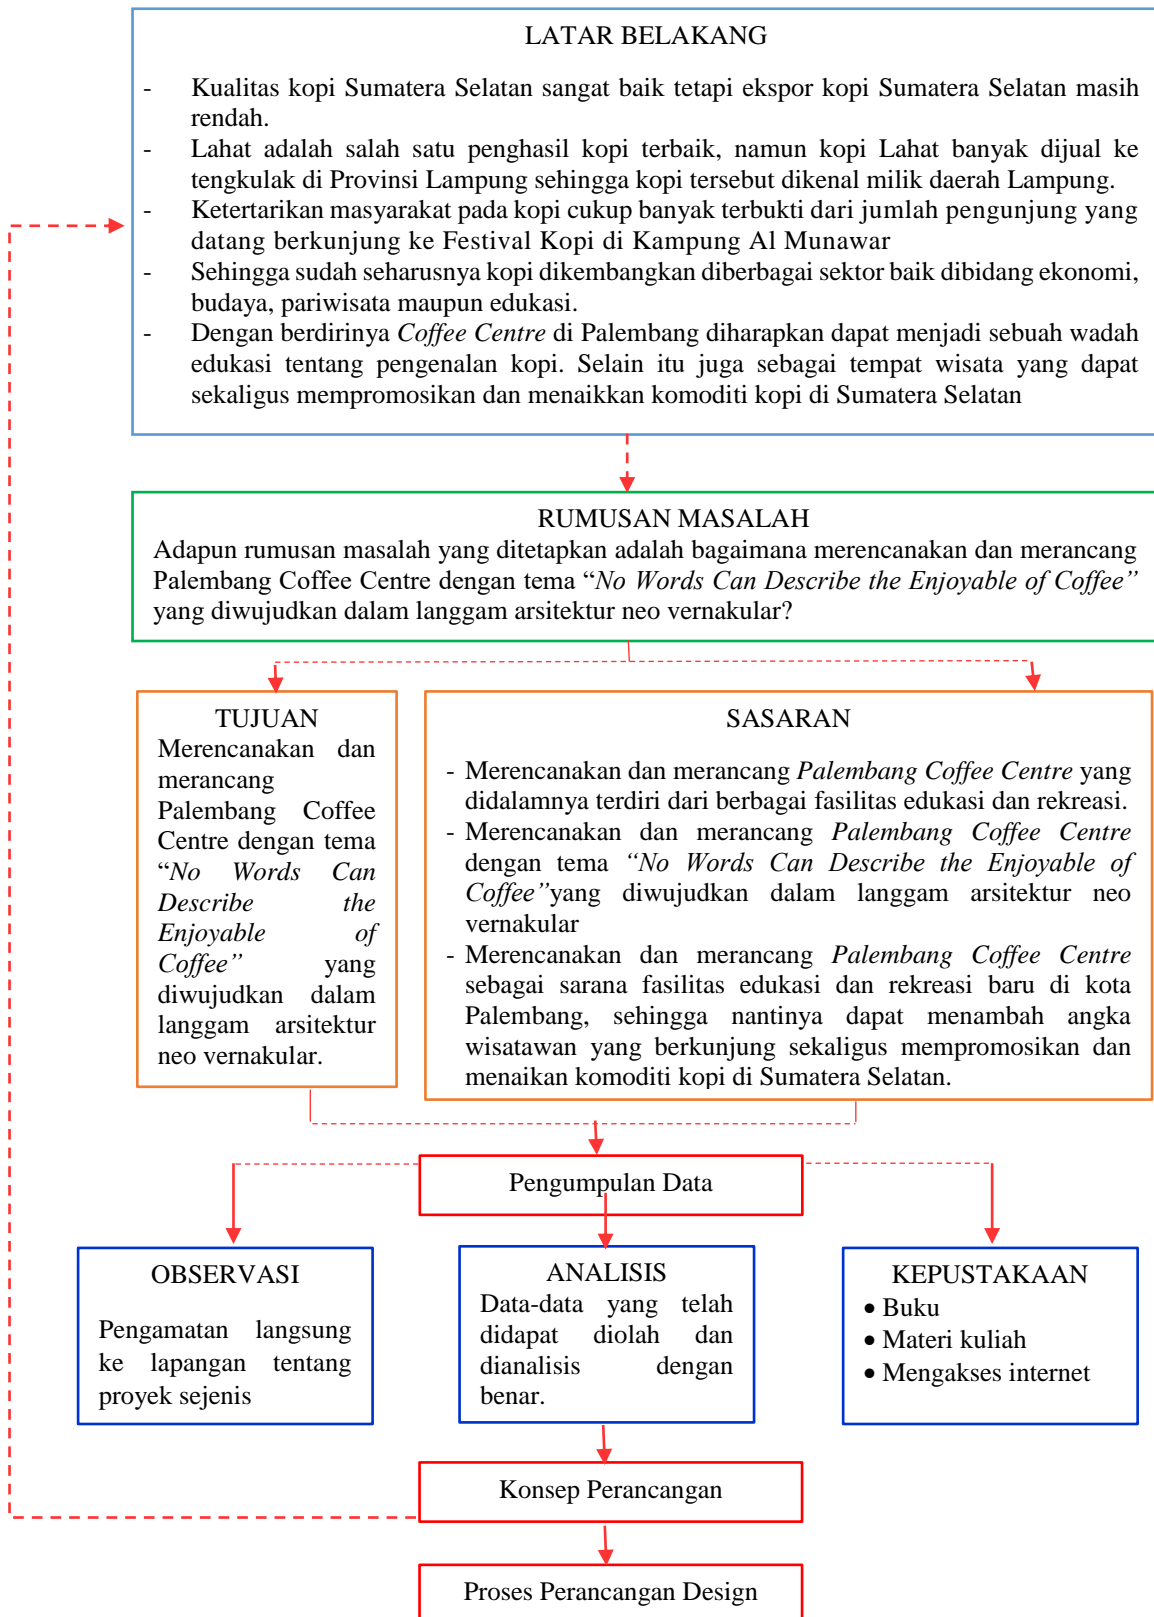 LATAR BELAKANG
- Kualitas kopi Sumatera Selatan sangat baik tetapi ekspor kopi Sumatera Selatan masih
rendah.
- Lahat adalah salah satu penghasil kopi terbaik, namun kopi Lahat banyak dijual ke
tengkulak di Provinsi Lampung sehingga kopi tersebut dikenal milik daerah Lampung.
- Ketertarikan masyarakat pada kopi cukup banyak terbukti dari jumlah pengunjung yang
datang berkunjung ke Festival Kopi di Kampung Al Munawar
- Sehingga sudah seharusnya kopi dikembangkan diberbagai sektor baik dibidang ekonomi,
budaya, pariwisata maupun edukasi.
- Dengan berdirinya Coffee Centre di Palembang diharapkan dapat menjadi sebuah wadah
edukasi tentang pengenalan kopi. Selain itu juga sebagai tempat wisata yang dapat
sekaligus mempromosikan dan menaikkan komoditi kopi di Sumatera Selatan
RUMUSAN MASALAH
Adapun rumusan masalah yang ditetapkan adalah bagaimana merencanakan dan merancang
Palembang Coffee Centre dengan tema “No Words Can Describe the Enjoyable of Coffee”
yang diwujudkan dalam langgam arsitektur neo vernakular?
TUJUAN
Merencanakan dan
merancang
Palembang Coffee
Centre dengan tema
“No Words Can
Describe the
Enjoyable of
Coffee” yang
diwujudkan dalam
langgam arsitektur
neo vernakular.
SASARAN
- Merencanakan dan merancang Palembang Coffee Centre yang
didalamnya terdiri dari berbagai fasilitas edukasi dan rekreasi.
- Merencanakan dan merancang Palembang Coffee Centre
dengan tema “No Words Can Describe the Enjoyable of
Coffee”yang diwujudkan dalam langgam arsitektur neo
vernakular
- Merencanakan dan merancang Palembang Coffee Centre
sebagai sarana fasilitas edukasi dan rekreasi baru di kota
Palembang, sehingga nantinya dapat menambah angka
wisatawan yang berkunjung sekaligus mempromosikan dan
menaikan komoditi kopi di Sumatera Selatan.
Pengumpulan Data
OBSERVASI
Pengamatan langsung
ke lapangan tentang
proyek sejenis
ANALISIS
Data-data yang telah
didapat diolah dan
dianalisis dengan
benar.
KEPUSTAKAAN
• Buku
• Materi kuliah
• Mengakses internet
Konsep Perancangan
Proses Perancangan Design